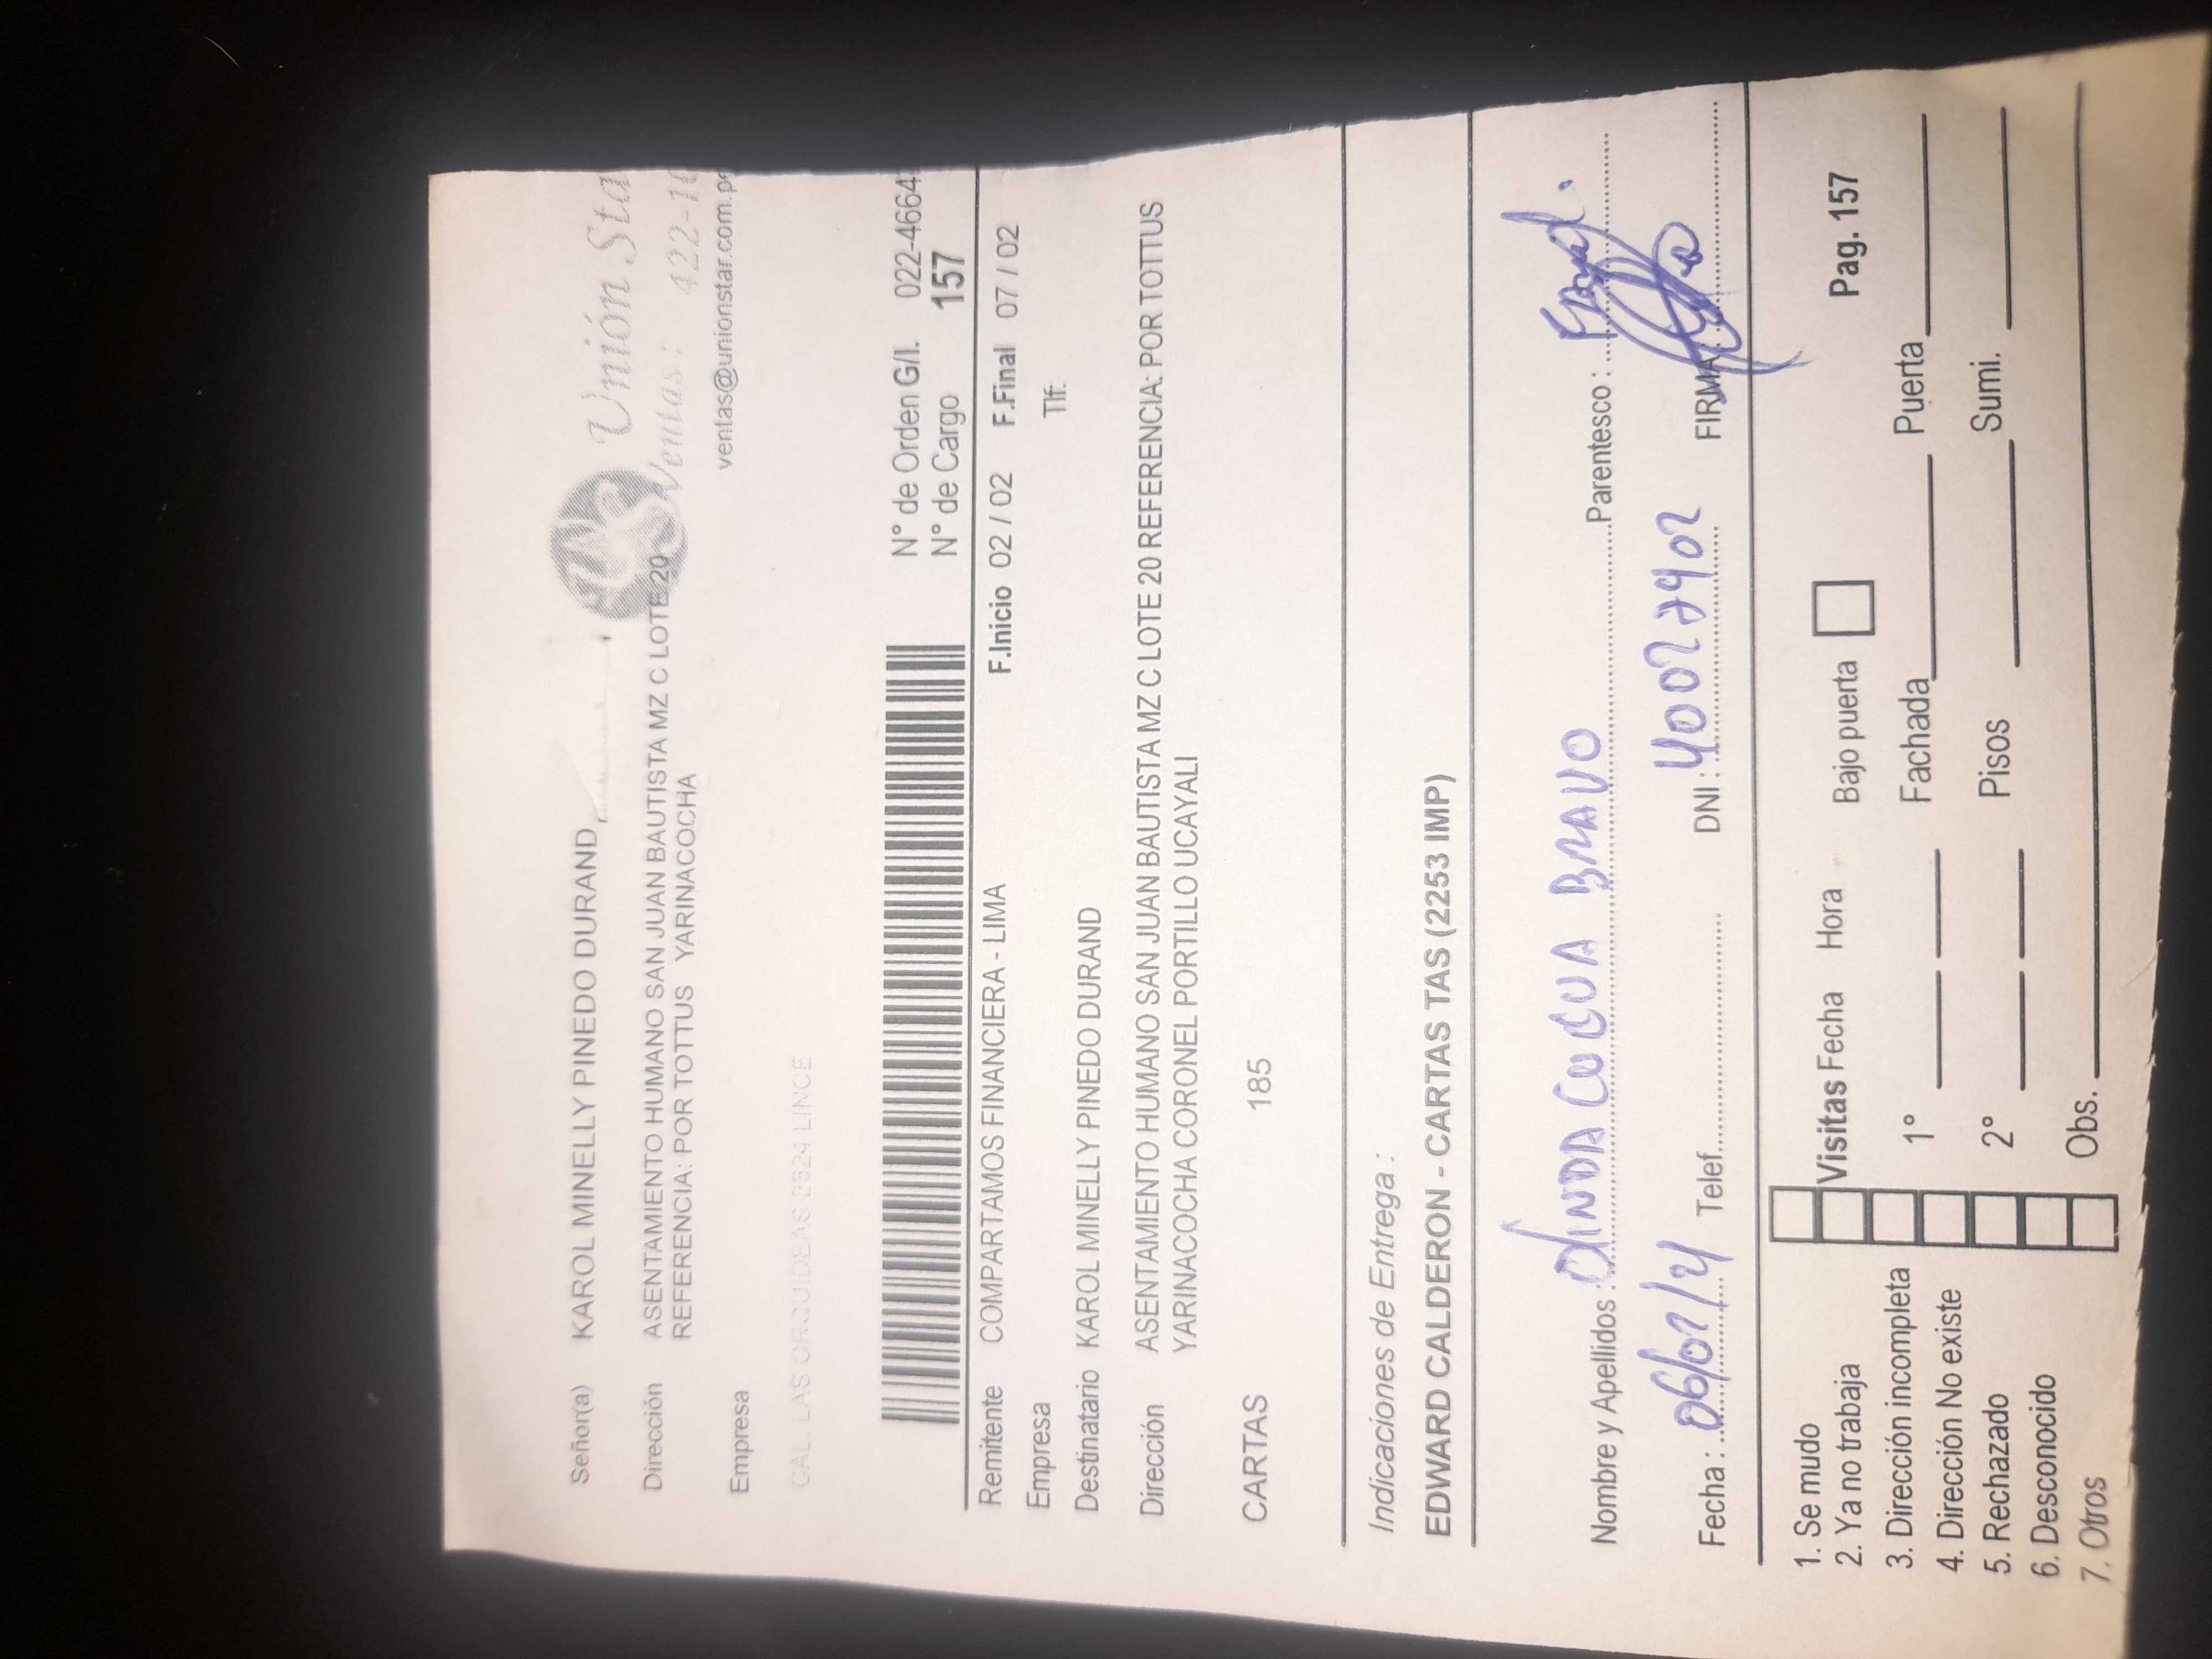 Señor(a) KAROL MINELLY PINEDO DURAND
Unión Sta
Dirección ASENTAMIENTO HUMANO SAN JUAN BAUTISTA MZ C LOTE 20
REFERENCIA: POR TOTTUS YARINACOCHA
Ventas: 422-1
Empresa
ventas@unionstar.com.pe
CAL. LAS ORQUIDEAS 2624 LINCE
N° de Orden G/I. 022-4664
N° de Cargo 157
Remitente COMPARTAMOS FINANCIERA - LIMA F.Inicio 02 / 02 F.Final 07 / 02
Empresa Tlf.
Destinatario KAROL MINELLY PINEDO DURAND
Dirección ASENTAMIENTO HUMANO SAN JUAN BAUTISTA MZ C LOTE 20 REFERENCIA: POR TOTTUS
YARINACOCHA CORONEL PORTILLO UCAYALI
CARTAS 185
Indicaciones de Entrega :
EDWARD CALDERON - CARTAS TAS (2253 IMP)
Nombre y Apellidos : OLINDA BRAVO Parentesco :
Fecha : 06/02/21 Telef. DNI : 40027402 FIRMA :
1. Se mudo
2. Ya no trabaja Visitas Fecha Hora Bajo puerta Pag. 157
3. Dirección incompleta 1° Fachada Puerta
4. Dirección No existe
5. Rechazado 2° Pisos Sumi.
6. Desconocido
7. Otros Obs.